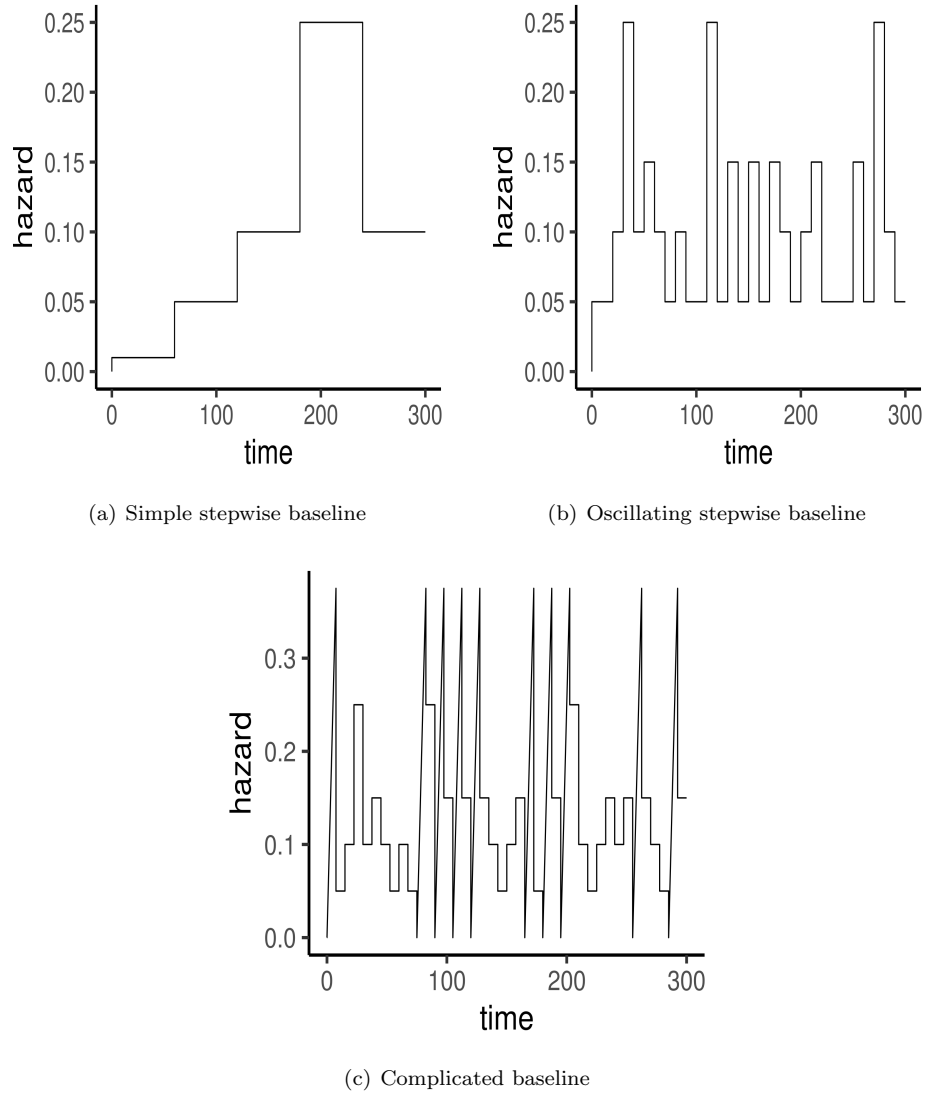 0.25
0.20
0.15
0.10
0.05
0.00
hazard
0 100 200 300
time
(a) Simple stepwise baseline
0.25
0.20
0.15
0.10
0.05
0.00
hazard
0 100 200 300
time
(b) Oscillating stepwise baseline
0.3
0.2
0.1
0.0
hazard
0 100 200 300
time
(c) Complicated baseline